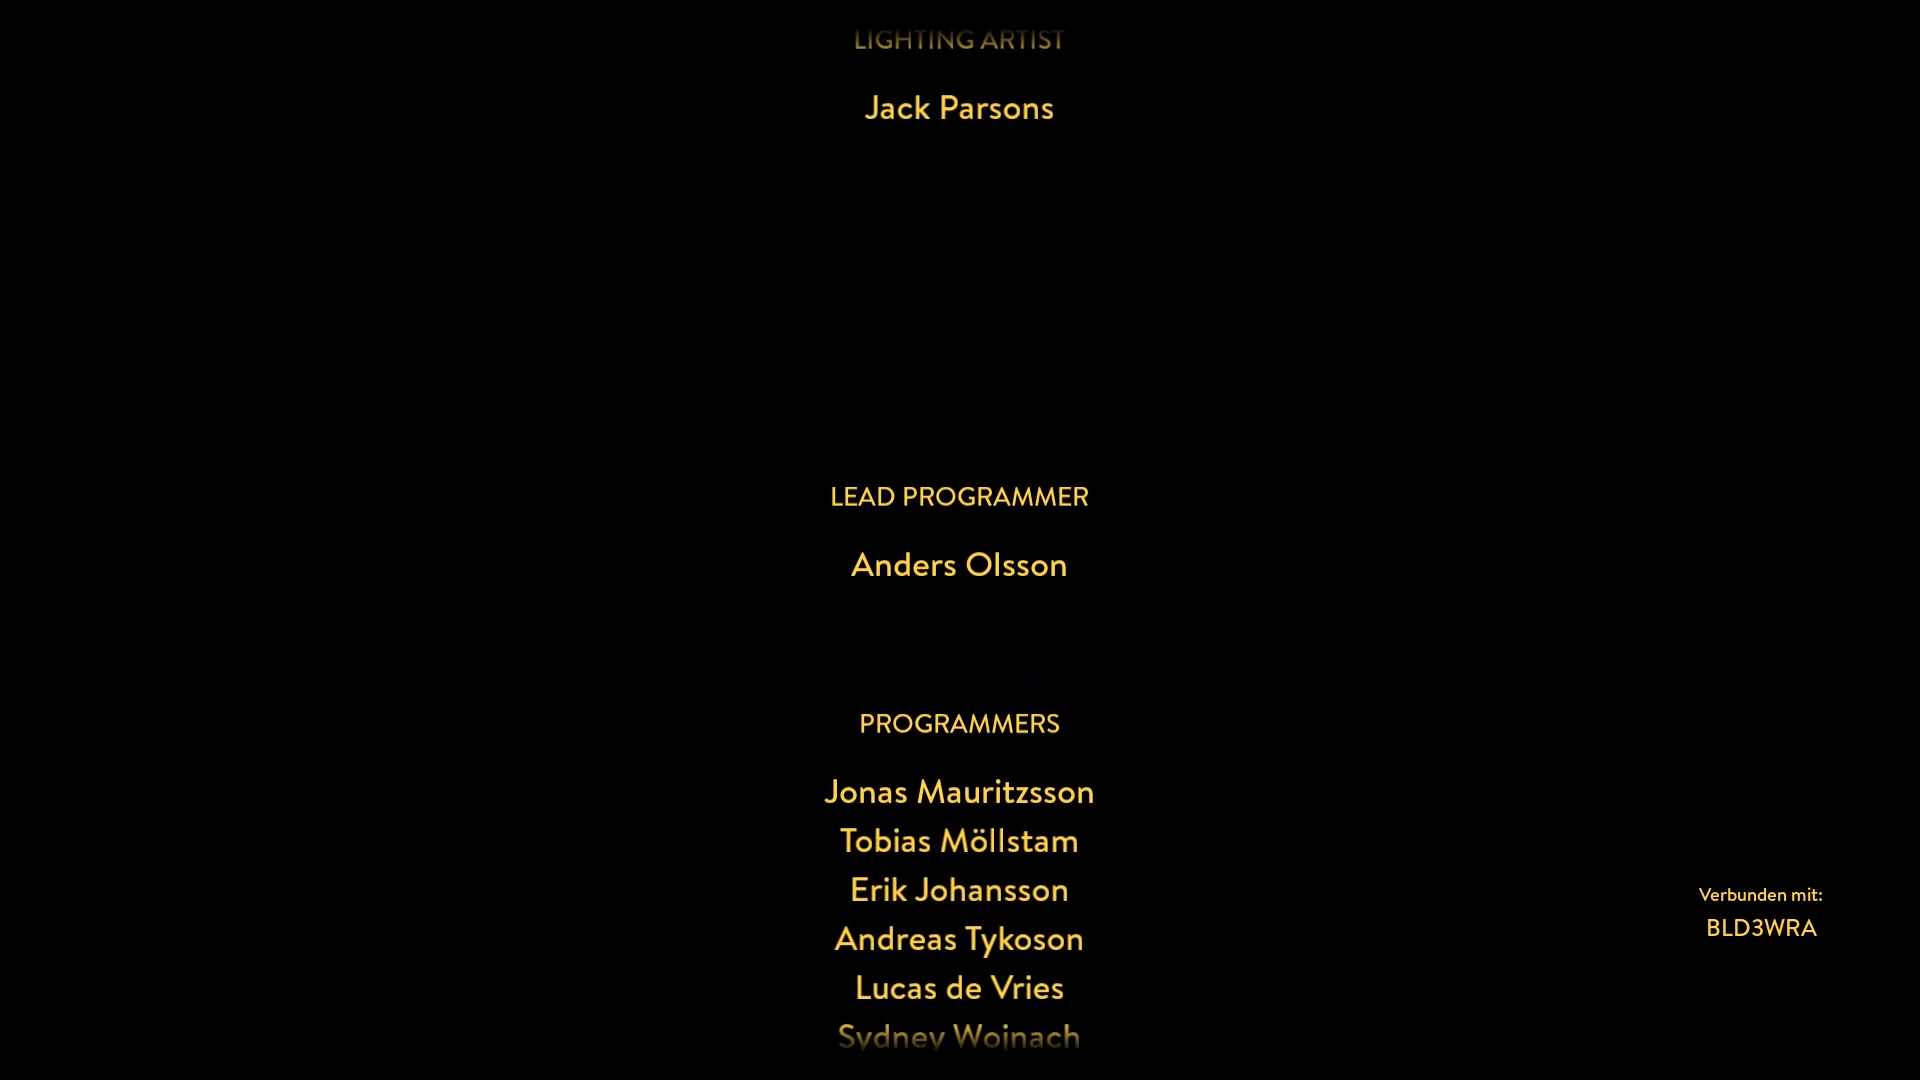 LIGHTING ARTIST
Jack Parsons
LEAD PROGRAMMER
Anders Olsson
PROGRAMMERS
Jonas Mauritzsson
Tobias Möllstam
Erik Johansson
Andreas Tykoson
Lucas de Vries
Sydney Woinach
Verbunden mit:
BLD3WRA